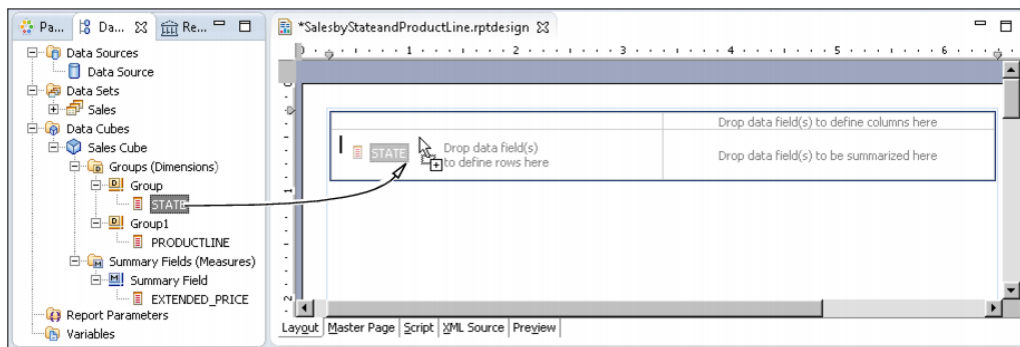 Pa... Da... Re...
Data Sources
Data Source
Data Sets
Sales
Data Cubes
Sales Cube
Groups (Dimensions)
Group
STATE
Group1
PRODUCTLINE
Summary Fields (Measures)
Summary Field
EXTENDED_PRICE
Report Parameters
Variables
*SalesbyStateandProductLine.rptdesign
1 2 3 4 5 6
Drop data field(s) to define columns here
STATE
Drop data field(s)
to define rows here
Drop data field(s) to be summarized here
1
2
Layout Master Page Script XML Source Preview